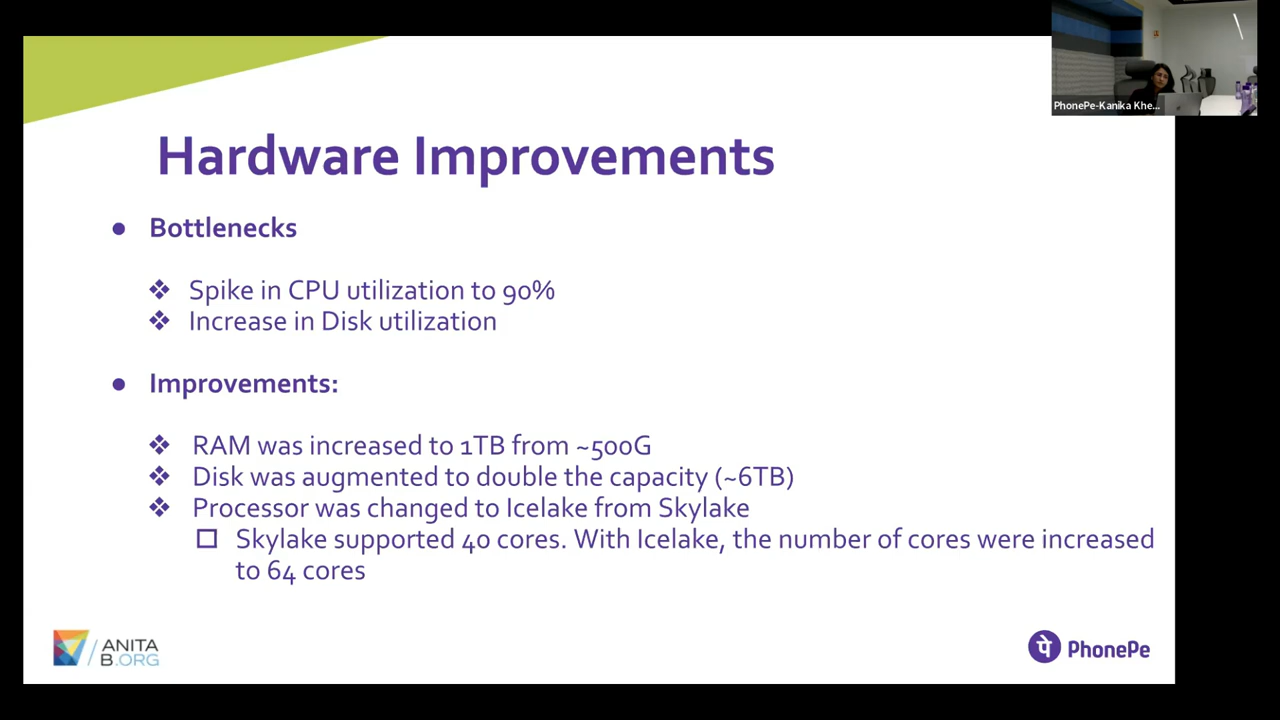 PhonePe-Kanika Khe...
Hardware Improvements
● Bottlenecks
❖ Spike in CPU utilization to 90%
❖ Increase in Disk utilization
● Improvements:
❖ RAM was increased to 1TB from ~500G
❖ Disk was augmented to double the capacity (~6TB)
❖ Processor was changed to Icelake from Skylake
□ Skylake supported 40 cores. With Icelake, the number of cores were increased
to 64 cores
ANITA
B.ORG
पे PhonePe